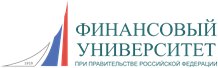 ФИНАНСОВЫЙ
УНИВЕРСИТЕТ
ПРИ ПРАВИТЕЛЬСТВЕ РОССИЙСКОЙ ФЕДЕРАЦИИ